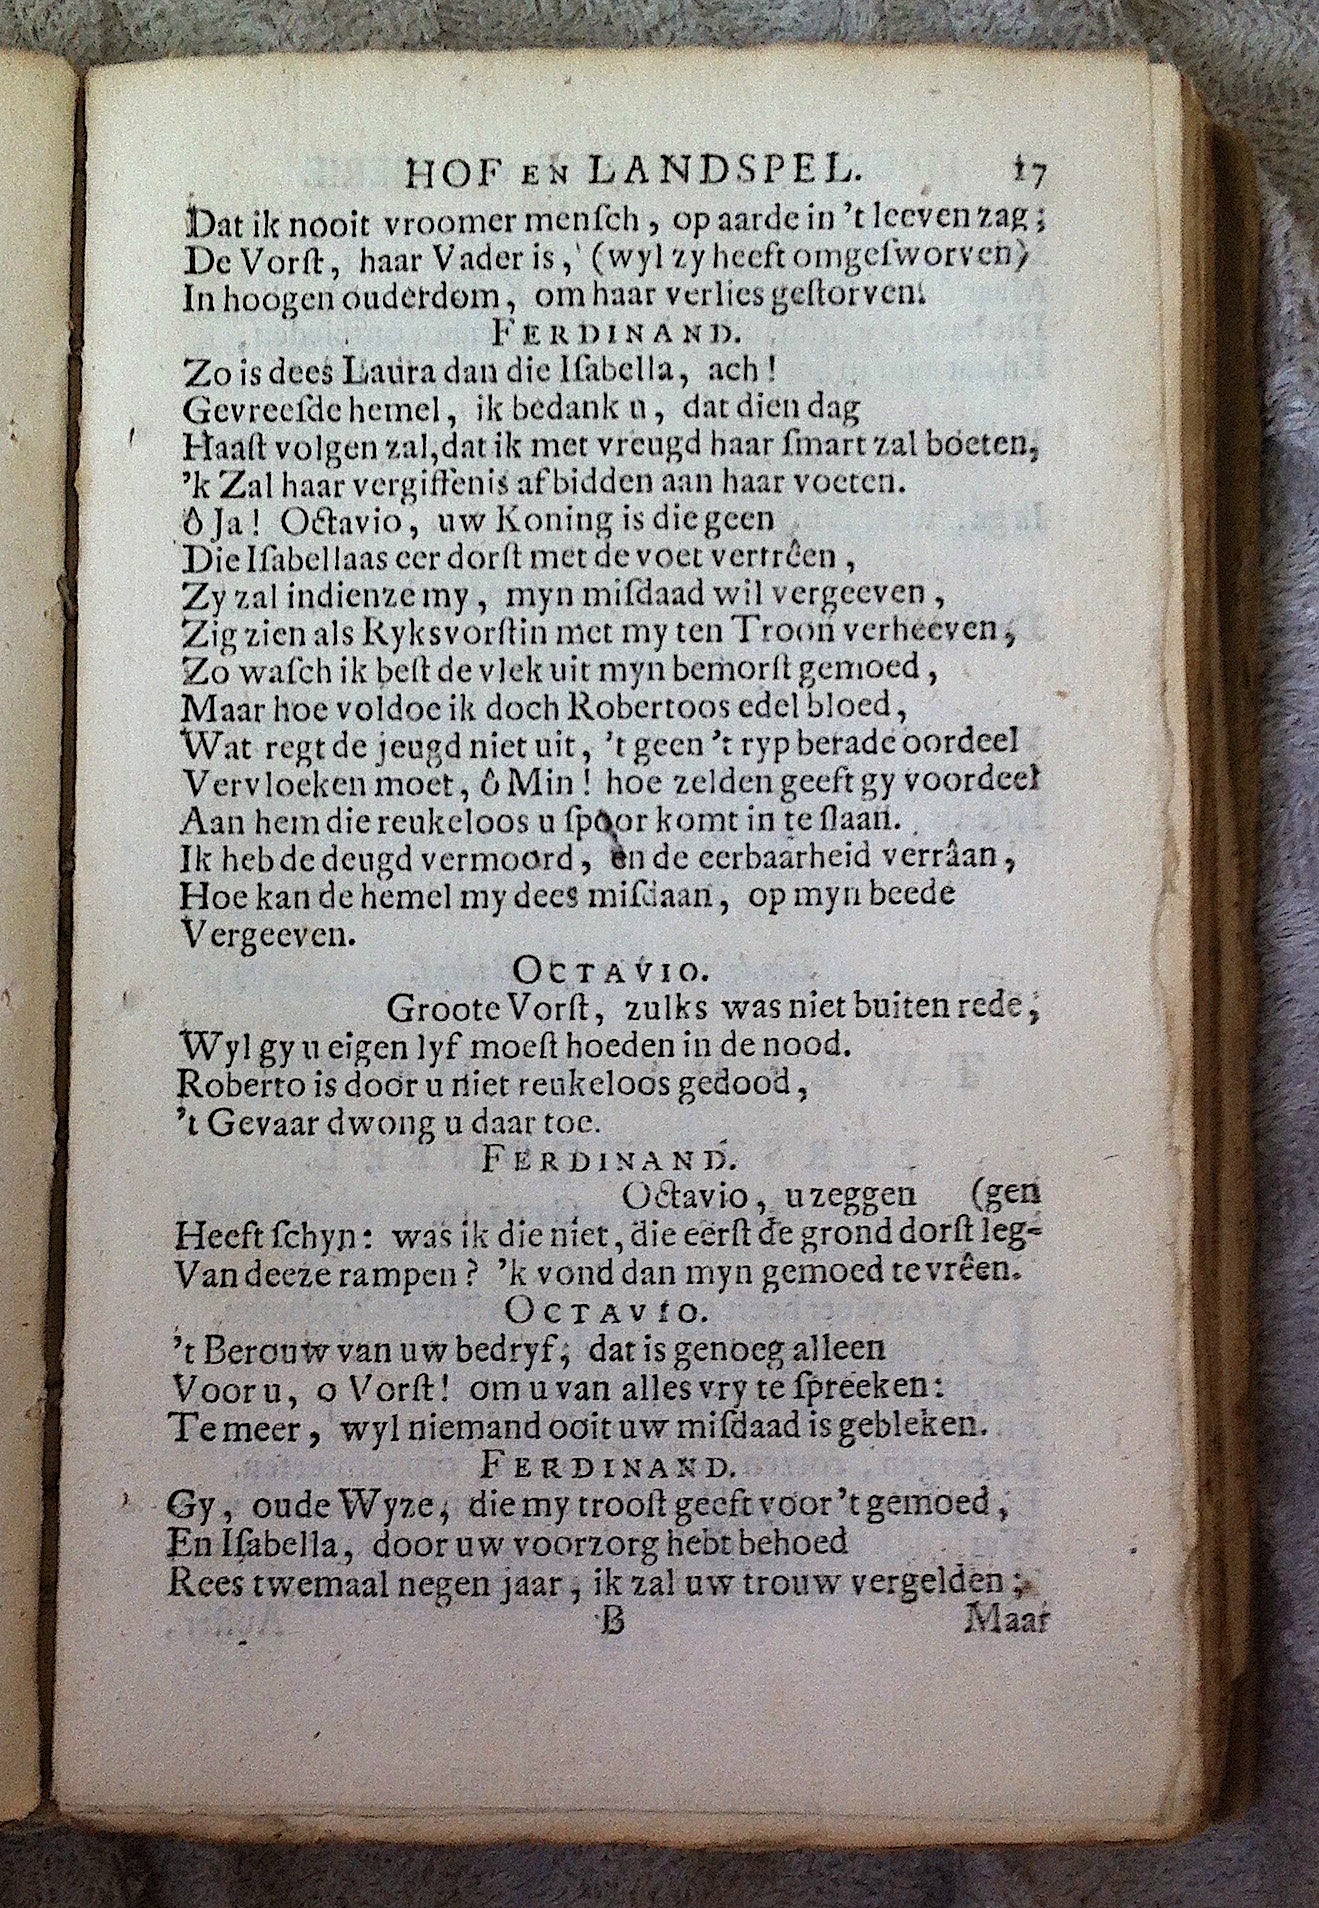 HOF EN LANDSPEL. 17
Dat ik nooit vroomer menſch, op aarde in 't leeven zag;
De Vorſt, haar Vader is, (wyl zy heeft omgeſworven)
In hoogen ouderdom, om haar verlies geſtorven.
FERDINAND.
Zo is dees Laura dan die Iſabella, ach!
Gevreeſde hemel, ik bedank u, dat dien dag
Haaſt volgen zal, dat ik met vreugd haar ſmart zal boeten,
'k Zal haar vergiffenis afbidden aan haar voeten.
ô Ja! Octavio, uw Koning is die geen
Die Iſabellaas eer dorſt met de voet vertrêen,
Zy zal indienze my, myn miſdaad wil vergeeven,
Zig zien als Ryksvorſtin met my ten Troon verheeven,
Zo waſch ik beſt de vlek uit myn bemorſt gemoed,
Maar hoe voldoe ik doch Robertoos edel bloed,
Wat regt de jeugd niet uit, 't geen 't ryp berade oordeel
Vervloeken moet, ô Min! hoe zelden geeft gy voordeel
Aan hem die reukeloos u ſpoor komt in te ſlaan.
Ik heb de deugd vermoord, en de eerbaarheid verrâan,
Hoe kan de hemel my dees miſdaan, op myn beede
Vergeeven.
OCTAVIO.
Groote Vorſt, zulks was niet buiten rede;
Wyl gy u eigen lyf moeſt hoeden in de nood.
Roberto is door u niet reukeloos gedood,
't Gevaar dwong u daar toe.
FERDINAND.
Octavio, u zeggen (gen
Heeft ſchyn: was ik die niet, die eerſt de grond dorſt leg-
Van deeze rampen? 'k vond dan myn gemoed te vrêen.
OCTAVIO.
't Berouw van uw bedryf, dat is genoeg alleen
Voor u, o Vorſt! om u van alles vry te ſpreeken:
Te meer, wyl niemand ooit uw miſdaad is gebleken.
FERDINAND.
Gy, oude Wyze, die my trooſt geeft voor 't gemoed,
En Iſabella, door uw voorzorg hebt behoed
Rees twemaal negen jaar, ik zal uw trouw vergelden;
B Maar